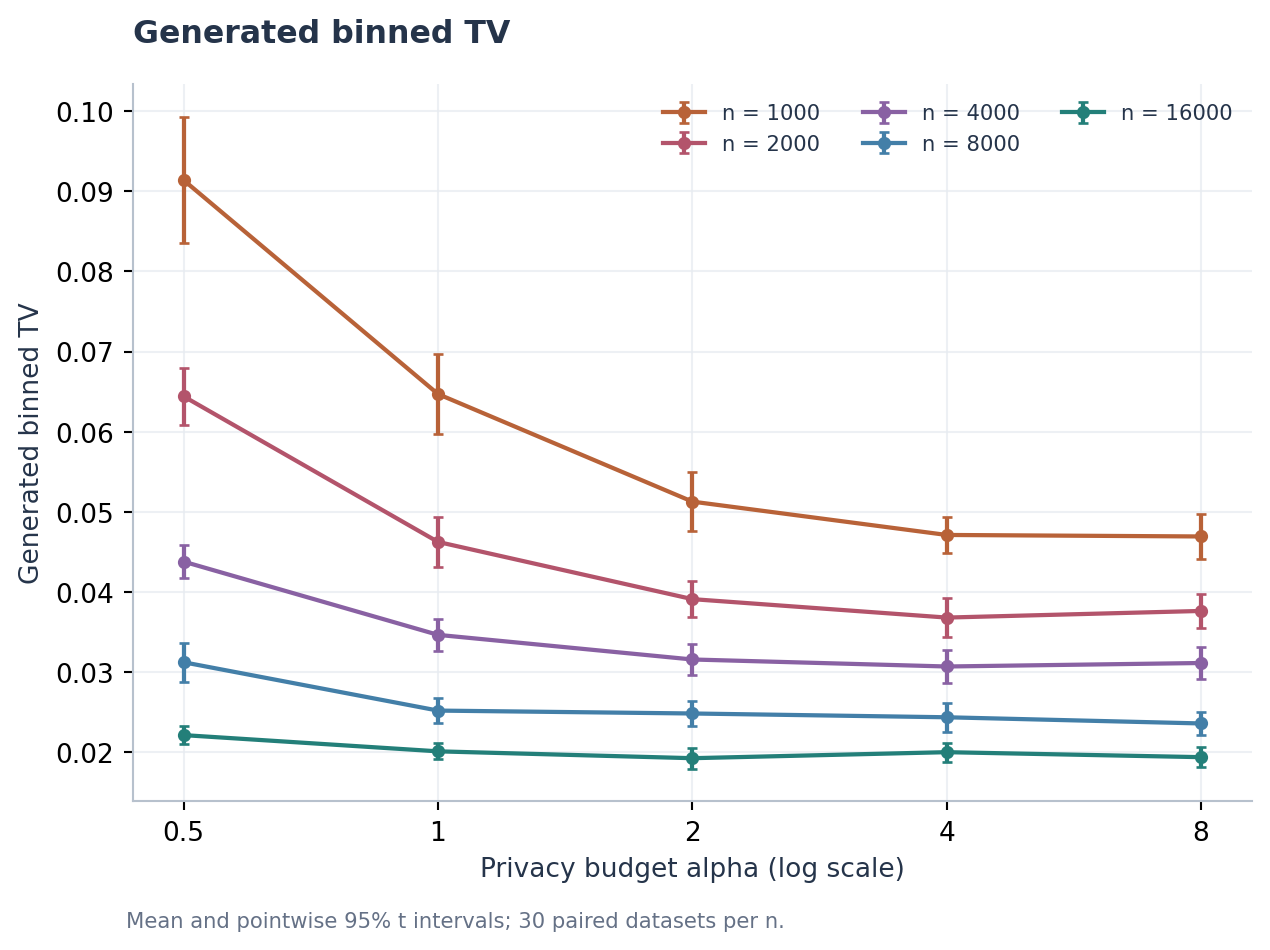 Generated binned TV
Generated binned TV
0.10
0.09
0.08
0.07
0.06
0.05
0.04
0.03
0.02
n = 1000
n = 2000
n = 4000
n = 8000
n = 16000
0.5
1
2
4
8
Privacy budget alpha (log scale)
Mean and pointwise 95% t intervals; 30 paired datasets per n.